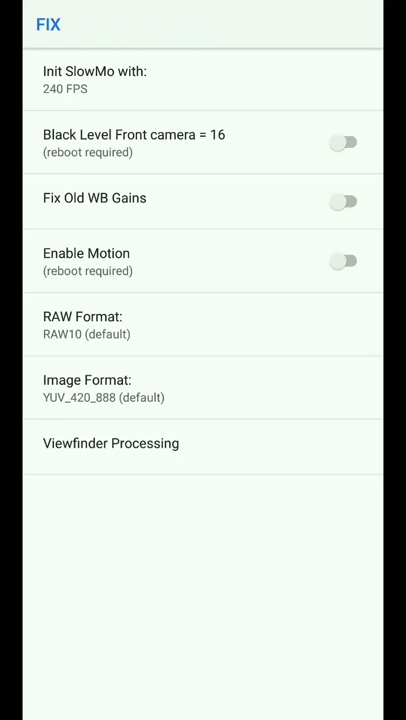 FIX
Init SlowMo with:
240 FPS
Black Level Front camera = 16
(reboot required)
Fix Old WB Gains
Enable Motion
(reboot required)
RAW Format:
RAW10 (default)
Image Format:
YUV_420_888 (default)
Viewfinder Processing